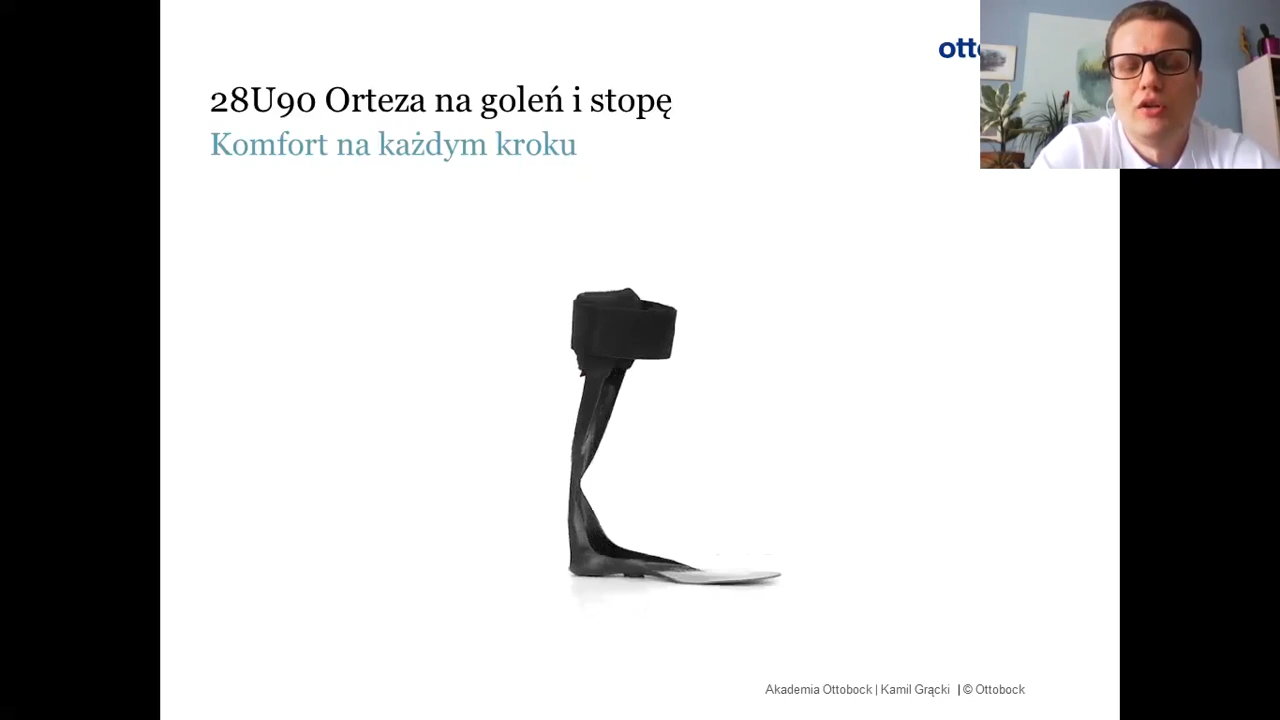 28U90 Orteza na goleń i stopę
Komfort na każdym kroku
Akademia Ottobock | Kamil Grącki | © Ottobock